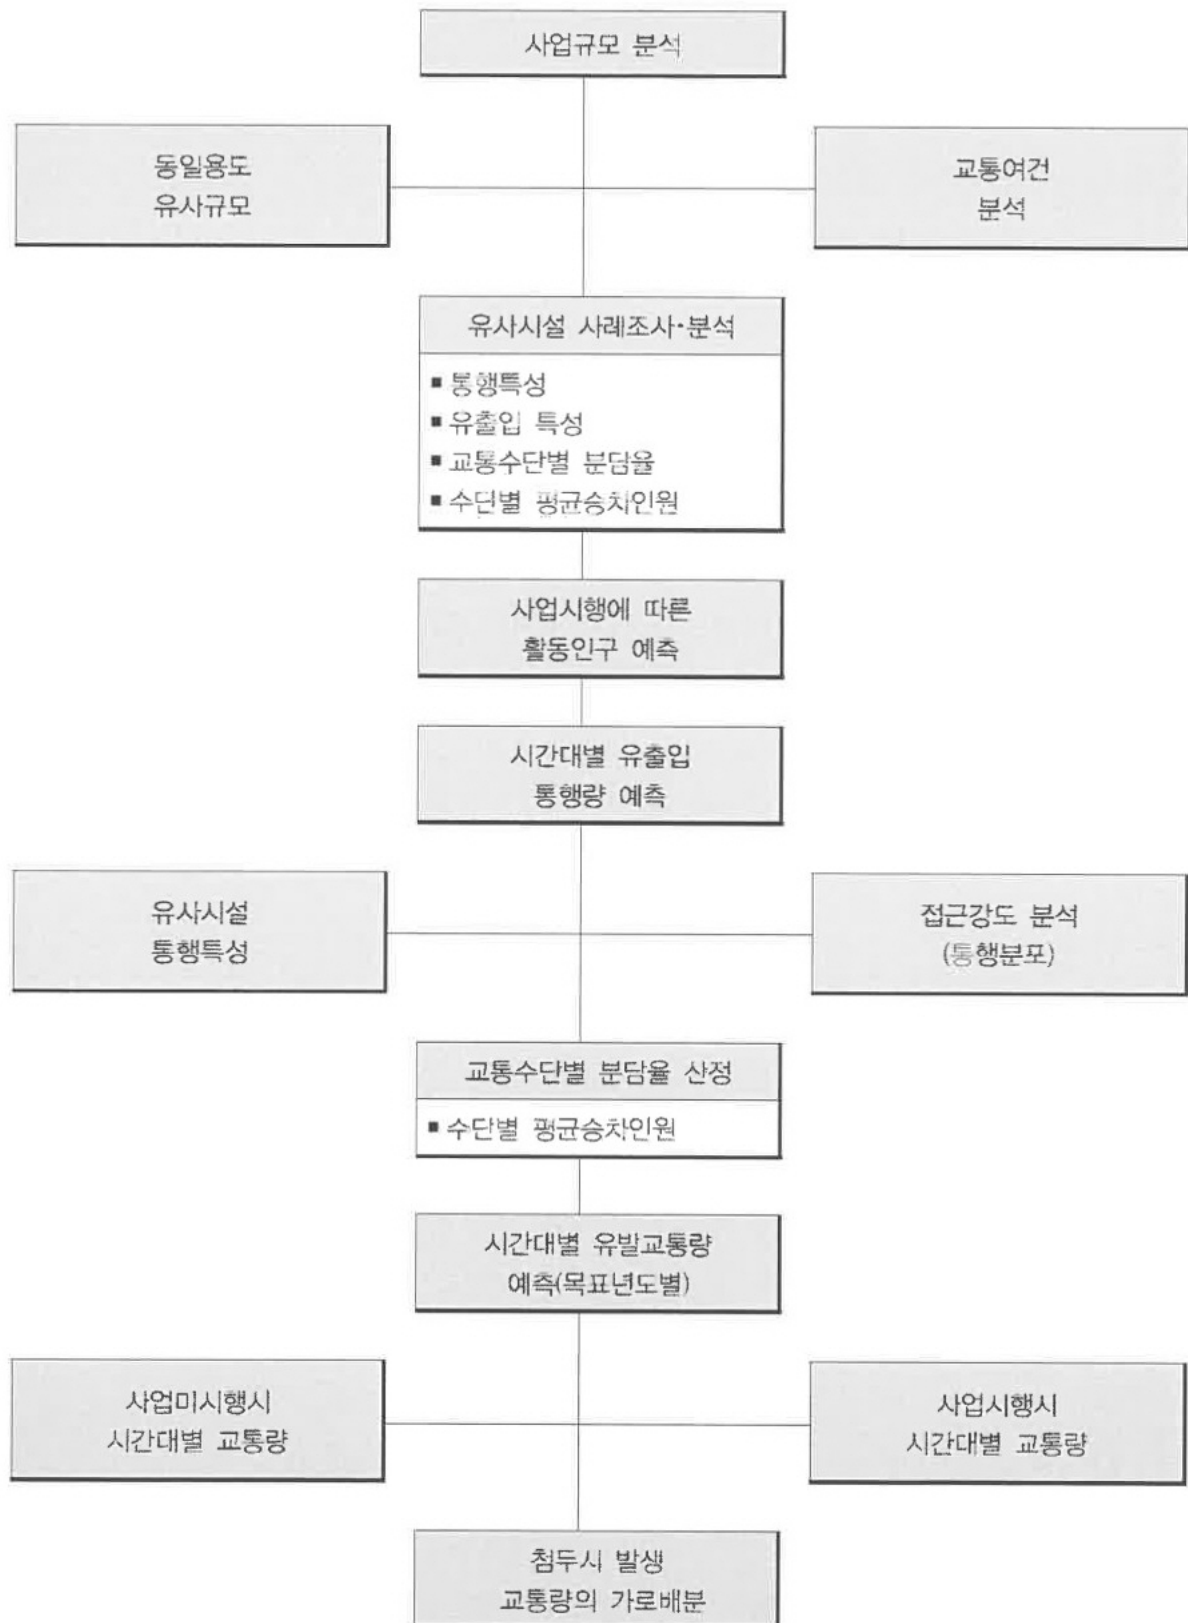 사업규모 분석
동일용도
유사규모
교통여건
분석
유사시설 사례조사·분석
▪ 통행특성
▪ 유출입 특성
▪ 교통수단별 분담율
▪ 수단별 평균승차인원
사업시행에 따른
활동인구 예측
시간대별 유출입
통행량 예측
유사시설
통행특성
접근강도 분석
(통행분포)
교통수단별 분담율 산정
▪ 수단별 평균승차인원
시간대별 유발교통량
예측(목표년도별)
사업미시행시
시간대별 교통량
사업시행시
시간대별 교통량
첨두시 발생
교통량의 가로배분